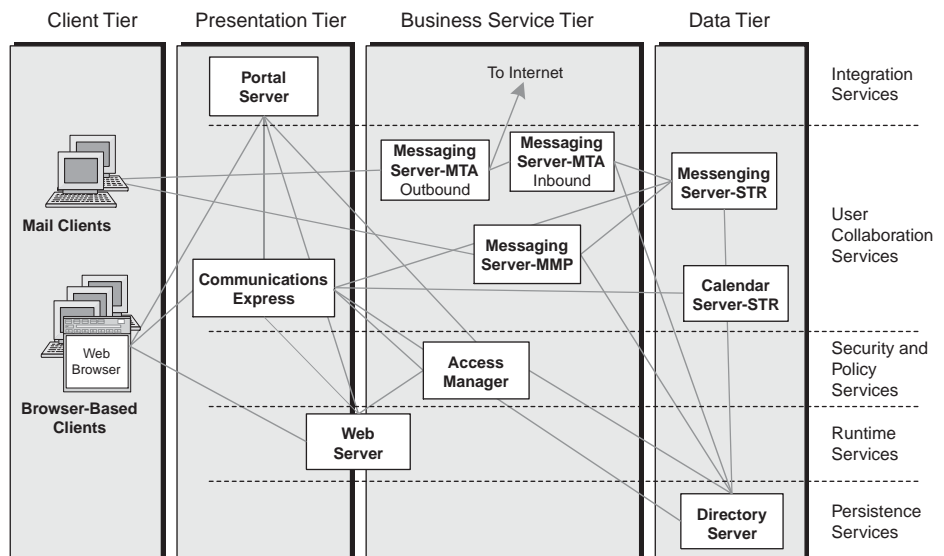 Client Tier
Presentation Tier
Business Service Tier
Data Tier
Portal
Server
To Internet
Integration
Services
Messaging
Server-MTA
Outbound
Messaging
Server-MTA
Inbound
Messenging
Server-STR
Mail Clients
User
Collaboration
Services
Messaging
Server-MMP
Communications
Express
Calendar
Server-STR
Web
Browser
Browser-Based
Clients
Access
Manager
Security and
Policy
Services
Web
Server
Runtime
Services
Directory
Server
Persistence
Services